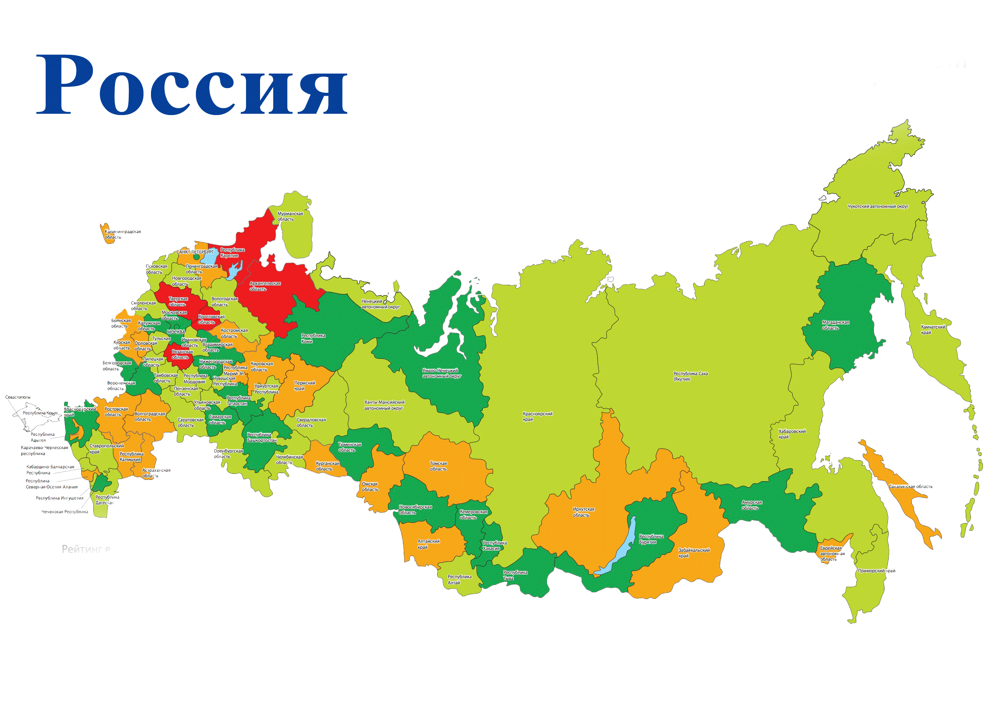 Россия
Чукотский автономный округ
Мурманская
область
Калининградская
область
САНКТ-ПЕТЕРБУРГ
Республика
Карелия
Псковская
область
Ленинградская
область
Новгородская
область
Архангельская
область
Тверская
область
Вологодская
область
Смоленская
область
Ненецкий
автономный округ
Московская
область
Ярославская
область
Брянская
область
Калужская
область
МОСКВА
Костромская
область
Магаданская
область
Камчатский
край
Республика
Коми
Тульская
Ивановская
область
Курская
область
Орловская
область
Владимирская
область
Рязанская
область
Липецкая
область
Нижегородская
область
Кировская
область
Белгородская
область
Республика
Марий Эл
Ямало-Ненецкий
автономный округ
Республика Саха
(Якутия)
Тамбовская
область
Республика
Мордовия
Чувашская
Республика
Воронежская
область
Пензенская
область
Удмуртская
Республика
Пермский
край
Севастополь
Республика Крым
Краснодарский
край
Ростовская
область
Волгоградская
область
Ульяновская
область
Республика
Татарстан
Ханты-Мансийский
автономный округ
Красноярский
край
Саратовская
область
Самарская
область
Свердловская
область
Хабаровский
край
Республика
Адыгея
Республика
Башкортостан
Карачаево-Черкесская
республика
Ставропольский
край
Республика
Калмыкия
Оренбургская
область
Челябинская
область
Тюменская
область
Курганская
область
Томская
область
Кабардино-Балкарская
Республика
Астраханская
область
Республика
Северная Осетия-Алания
Омская
область
Сахалинская область
Республика Ингушетия
Республика
Дагестан
Чеченская Республика
Новосибирская
область
Кемеровская
область
Иркутская
область
Амурская
область
Алтайский
край
Республика
Хакасия
Республика
Бурятия
Забайкальский
край
Еврейская
автономная
область
Республика
Алтай
Республика
Тыва
Приморский край
Рейтинг в